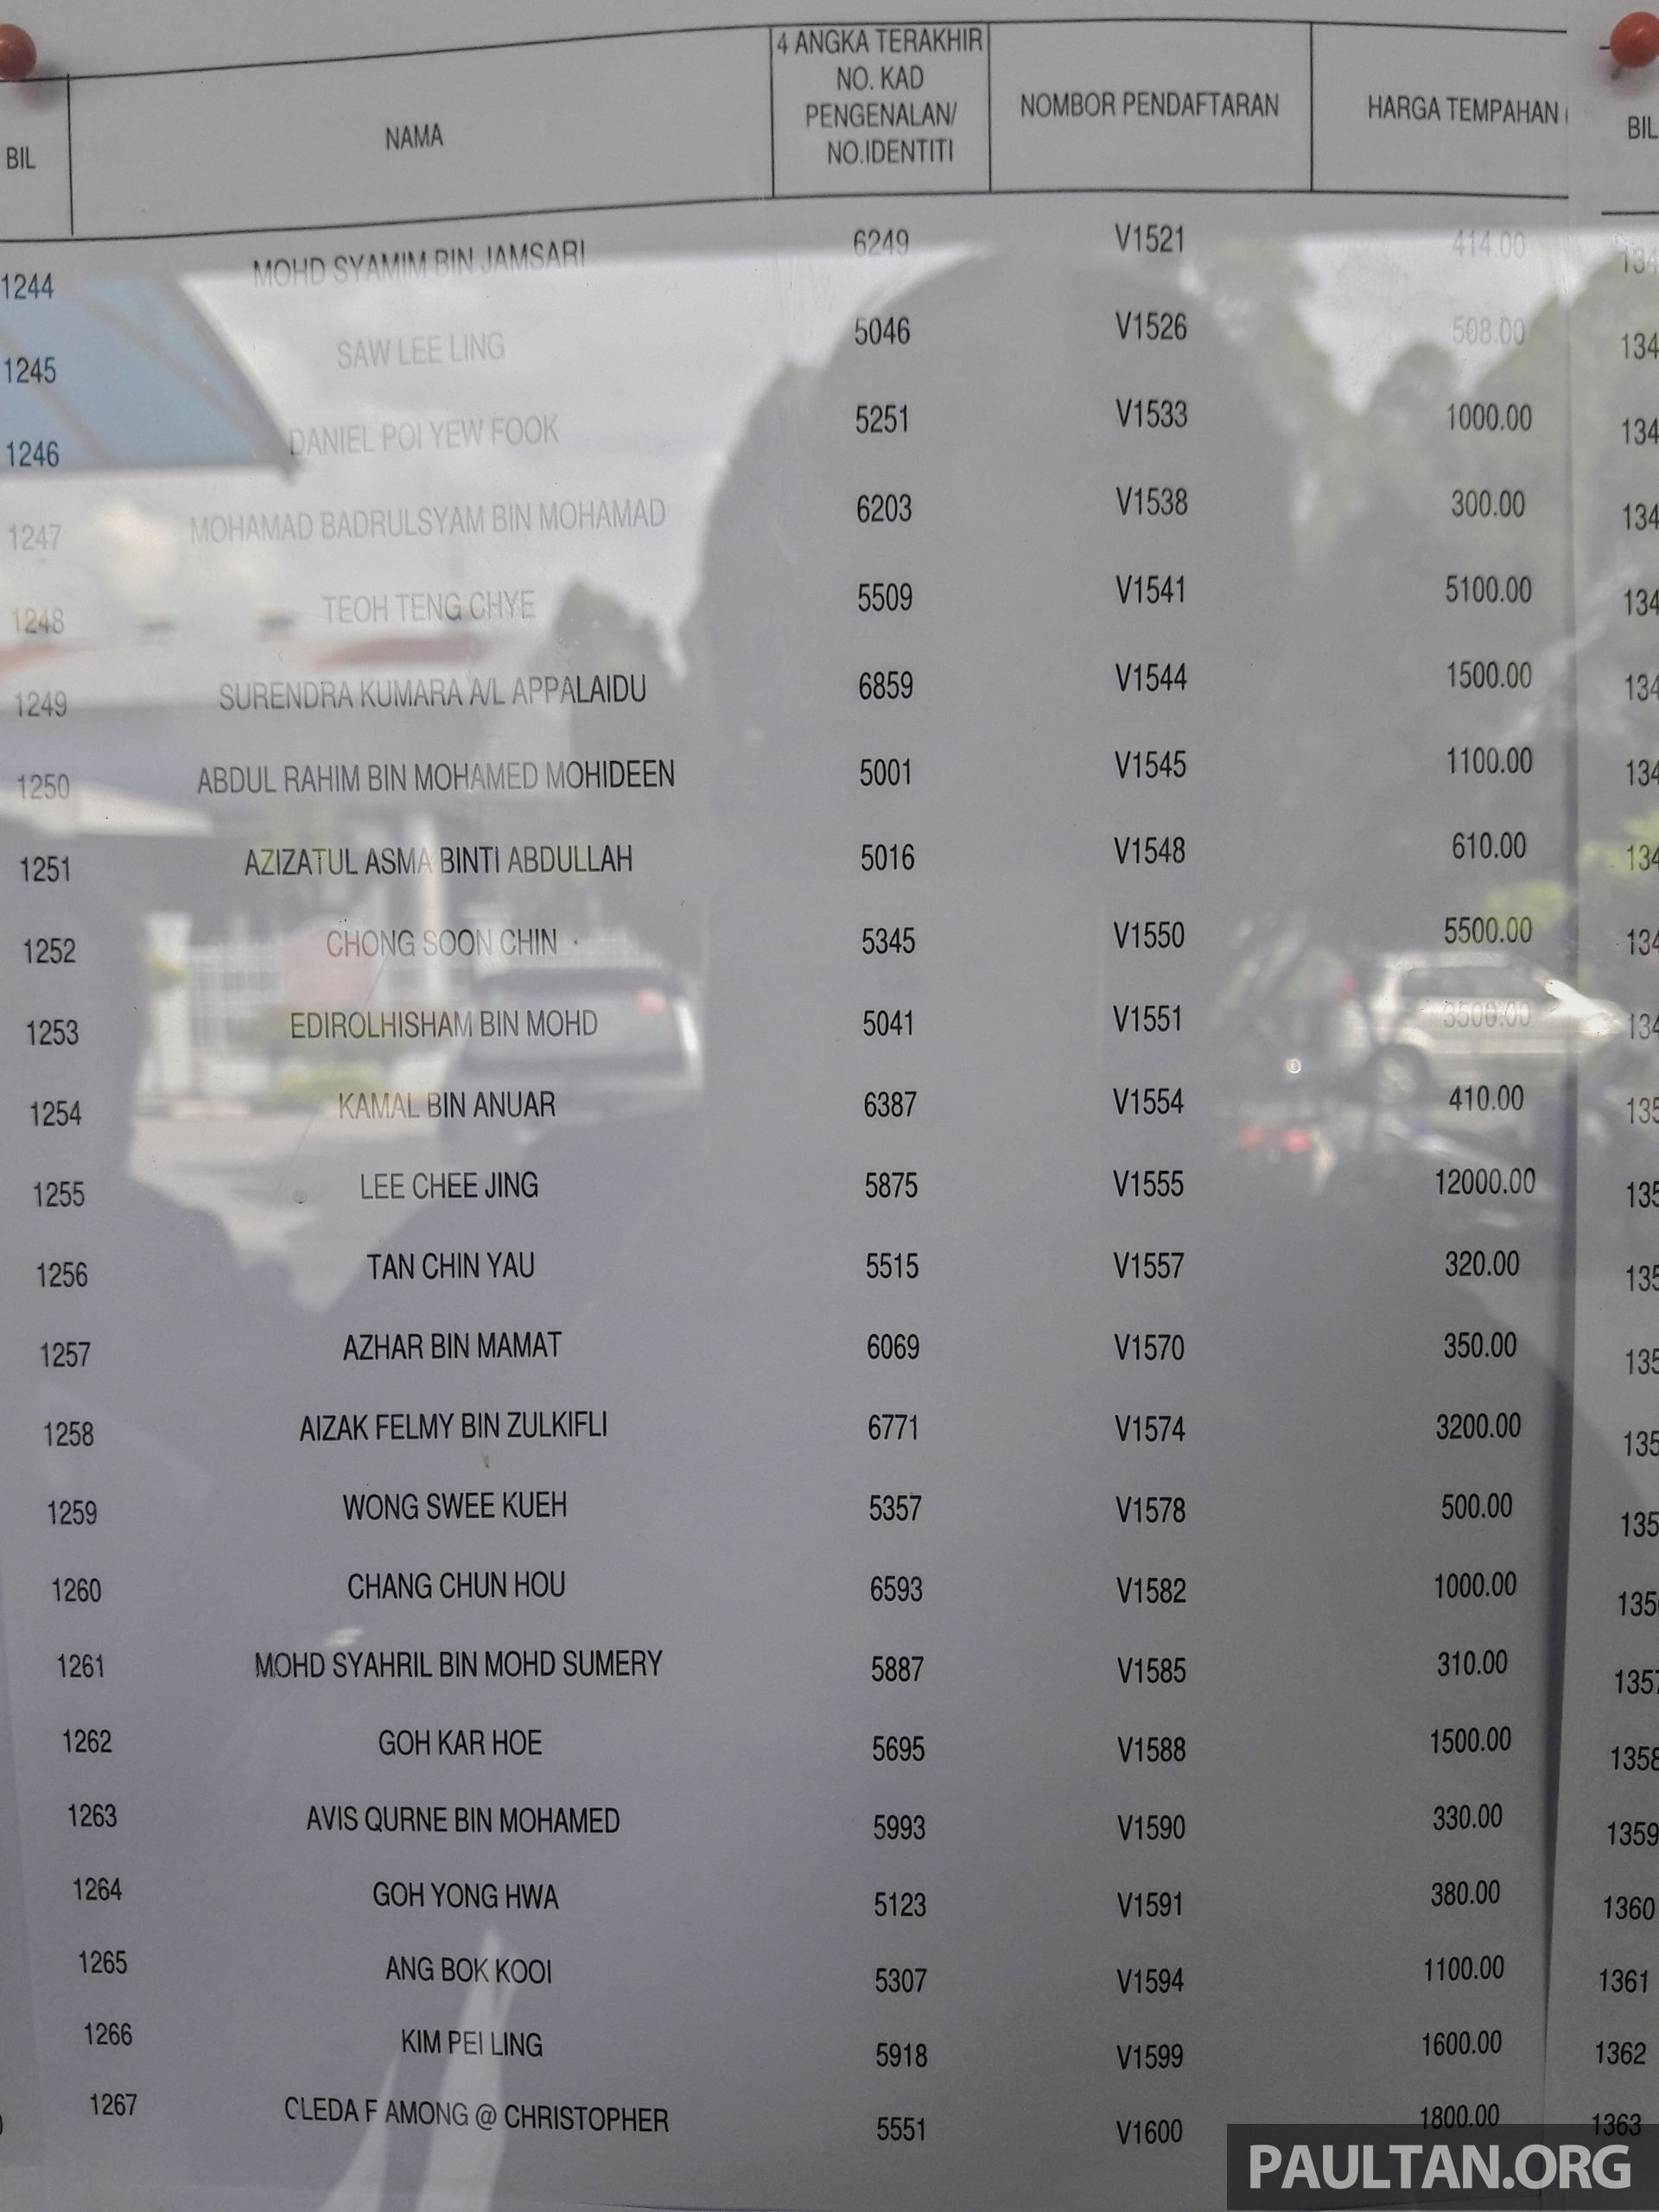 BIL NAMA 4 ANGKA TERAKHIR NO. KAD PENGENALAN/ NO.IDENTITI NOMBOR PENDAFTARAN HARGA TEMPAHAN BIL
1244 MOHD SYAMIM BIN JAMSARI 6249 V1521 414.00
1245 SAW LEE LING 5046 V1526 508.00
1246 DANIEL POI YEW FOOK 5251 V1533 1000.00
1247 MOHAMAD BADRULSYAM BIN MOHAMAD 6203 V1538 300.00
1248 TEOH TENG CHYE 5509 V1541 5100.00
1249 SURENDRA KUMARA A/L APPALAIDU 6859 V1544 1500.00
1250 ABDUL RAHIM BIN MOHAMED MOHIDEEN 5001 V1545 1100.00
1251 AZIZATUL ASMA BINTI ABDULLAH 5016 V1548 610.00
1252 CHONG SOON CHIN 5345 V1550 5500.00
1253 EDIROLHISHAM BIN MOHD 5041 V1551 3500.00
1254 KAMAL BIN ANUAR 6387 V1554 410.00
1255 LEE CHEE JING 5875 V1555 12000.00
1256 TAN CHIN YAU 5515 V1557 320.00
1257 AZHAR BIN MAMAT 6069 V1570 350.00
1258 AIZAK FELMY BIN ZULKIFLI 6771 V1574 3200.00
1259 WONG SWEE KUEH 5357 V1578 500.00
1260 CHANG CHUN HOU 6593 V1582 1000.00
1261 MOHD SYAHRIL BIN MOHD SUMERY 5887 V1585 310.00 1357
1262 GOH KAR HOE 5695 V1588 1500.00 1358
1263 AVIS QURNE BIN MOHAMED 5993 V1590 330.00 1359
1264 GOH YONG HWA 5123 V1591 380.00 1360
1265 ANG BOK KOOI 5307 V1594 1100.00 1361
1266 KIM PEI LING 5918 V1599 1600.00 1362
1267 CLEDA F AMONG @ CHRISTOPHER 5551 V1600 1800.00 1363
PAULTAN.ORG